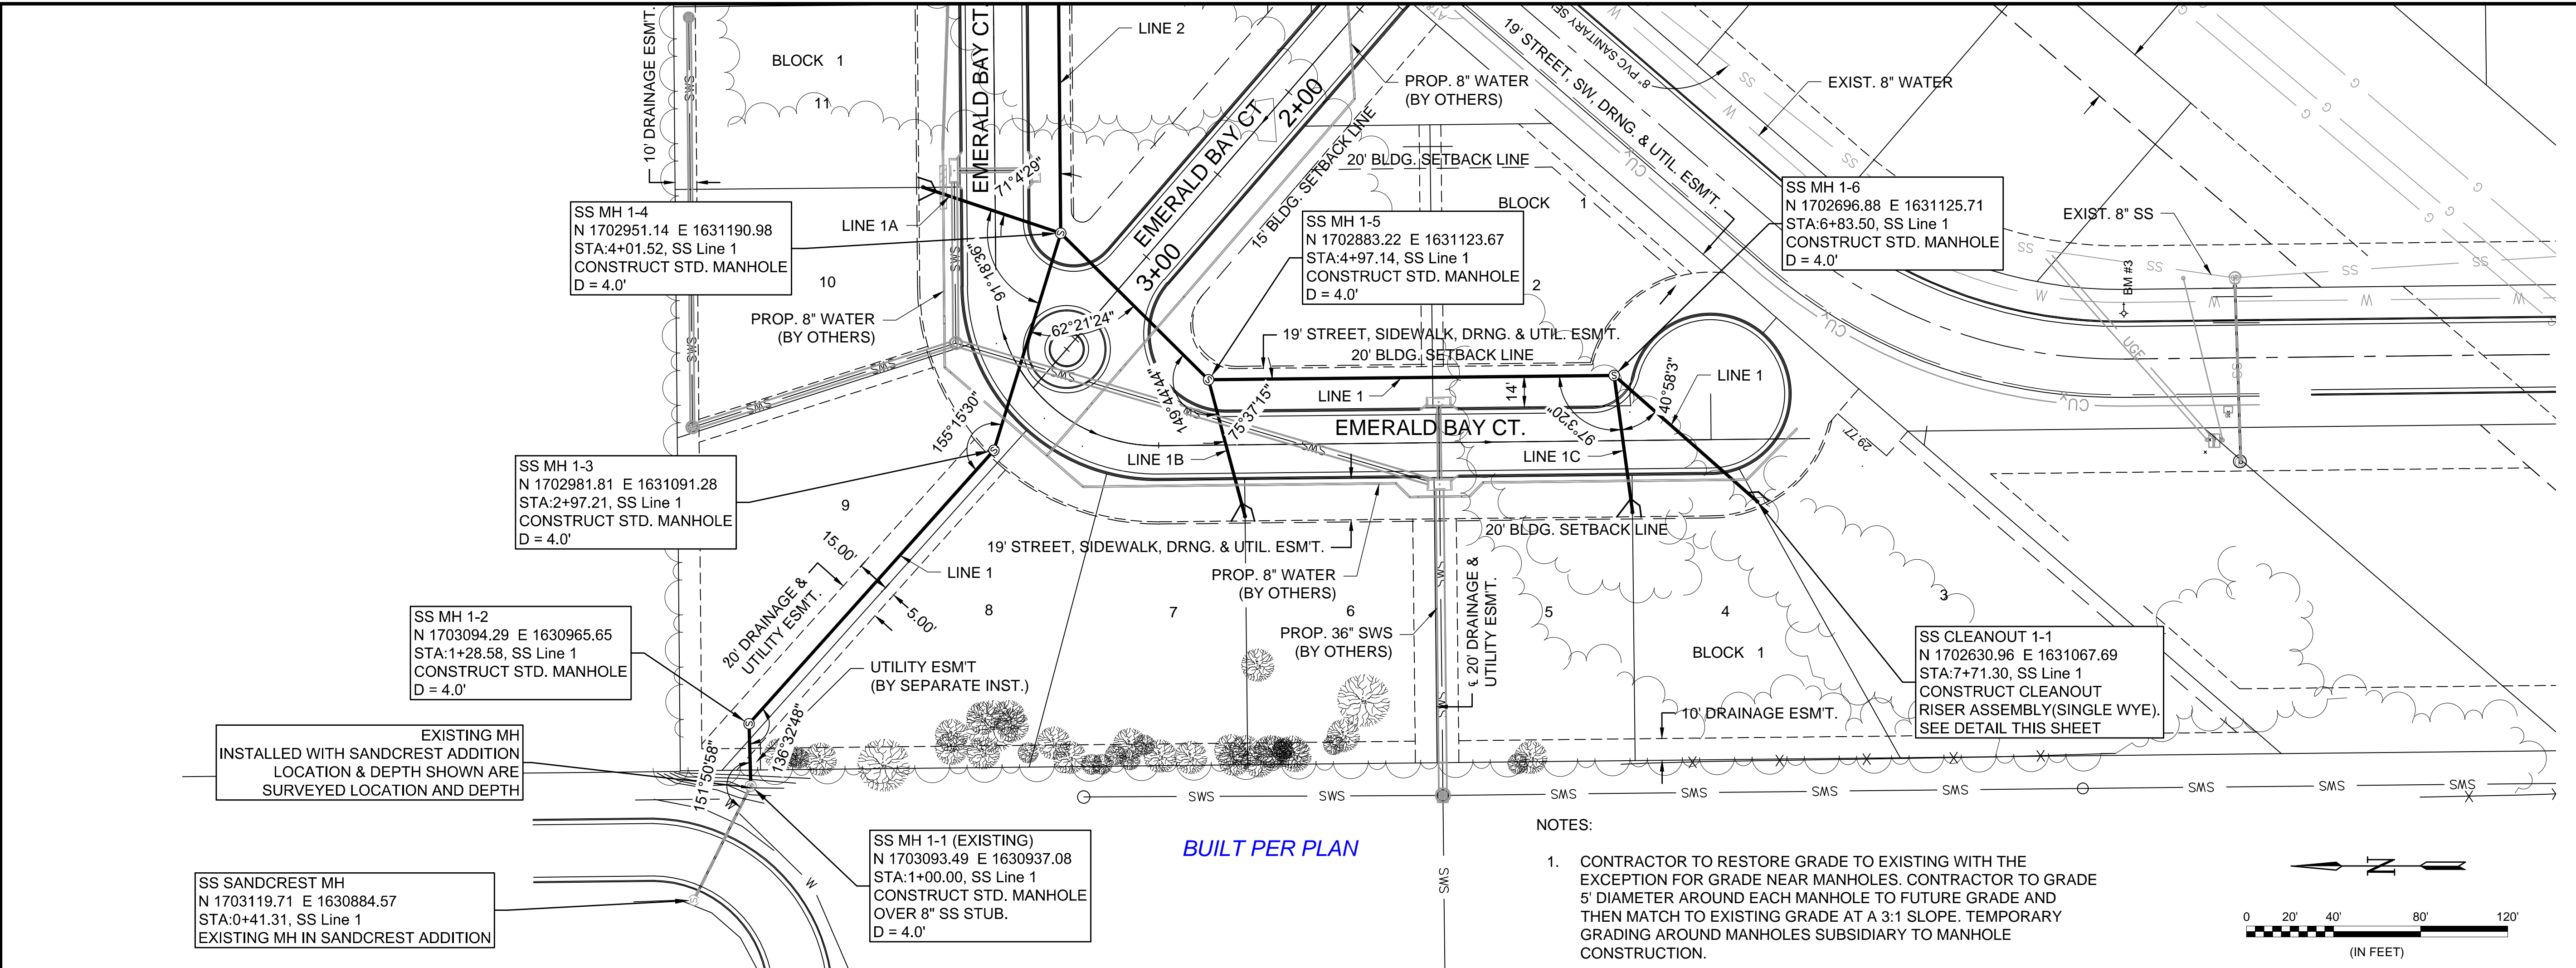 10' DRAINAGE ESM'T.
BLOCK 1
11
EMERALD BAY CT.
LINE 2
EMERALD BAY CT.
2+00
3+00
PROP. 8" WATER
(BY OTHERS)
15' BLDG. SETBACK LINE
20' BLDG. SETBACK LINE
16' STREET, SW, DRNG. & UTIL. ESM'T.
8" PVC SANITARY SE
EXIST. 8" WATER
BLOCK 1
SS MH 1-6
N 1702696.88 E 1631125.71
STA:6+83.50, SS Line 1
CONSTRUCT STD. MANHOLE
D = 4.0'
EXIST. 8" SS
BM #3
UGE
SS MH 1-4
N 1702951.14 E 1631190.98
STA:4+01.52, SS Line 1
CONSTRUCT STD. MANHOLE
D = 4.0'
LINE 1A
71°4'29"
91°18'36"
62°21'24"
10
PROP. 8" WATER
(BY OTHERS)
SS MH 1-5
N 1702883.22 E 1631123.67
STA:4+97.14, SS Line 1
CONSTRUCT STD. MANHOLE
D = 4.0'
2
19' STREET, SIDEWALK, DRNG. & UTIL. ESM'T.
20' BLDG. SETBACK LINE
LINE 1
14'
LINE 1
40°58'3"
97°3'20"
149°44'44"
75°37'15"
EMERALD BAY CT.
LINE 1B
LINE 1C
29.77'
155°15'30"
SS MH 1-3
N 1702981.81 E 1631091.28
STA:2+97.21, SS Line 1
CONSTRUCT STD. MANHOLE
D = 4.0'
9
15.00'
19' STREET, SIDEWALK, DRNG. & UTIL. ESM'T.
20' BLDG. SETBACK LINE
LINE 1
PROP. 8" WATER
(BY OTHERS)
20' DRAINAGE &
UTILITY ESM'T.
5.00'
8
7
6
5
4
3
PROP. 36" SWS
(BY OTHERS)
℄ 20' DRAINAGE &
UTILITY ESM'T.
BLOCK 1
SS MH 1-2
N 1703094.29 E 1630965.65
STA:1+28.58, SS Line 1
CONSTRUCT STD. MANHOLE
D = 4.0'
UTILITY ESM'T
(BY SEPARATE INST.)
SS CLEANOUT 1-1
N 1702630.96 E 1631067.69
STA:7+71.30, SS Line 1
CONSTRUCT CLEANOUT
RISER ASSEMBLY(SINGLE WYE).
SEE DETAIL THIS SHEET
10' DRAINAGE ESM'T.
EXISTING MH
INSTALLED WITH SANDCREST ADDITION
LOCATION & DEPTH SHOWN ARE
SURVEYED LOCATION AND DEPTH
151°50'58"
136°32'48"
SWS SWS SWS SWS SWS SWS SWS SWS SWS SWS
SS MH 1-1 (EXISTING)
N 1703093.49 E 1630937.08
STA:1+00.00, SS Line 1
CONSTRUCT STD. MANHOLE
OVER 8" SS STUB.
D = 4.0'
BUILT PER PLAN
SS SANDCREST MH
N 1703119.71 E 1630884.57
STA:0+41.31, SS Line 1
EXISTING MH IN SANDCREST ADDITION
NOTES:
1. CONTRACTOR TO RESTORE GRADE TO EXISTING WITH THE
EXCEPTION FOR GRADE NEAR MANHOLES. CONTRACTOR TO GRADE
5' DIAMETER AROUND EACH MANHOLE TO FUTURE GRADE AND
THEN MATCH TO EXISTING GRADE AT A 3:1 SLOPE. TEMPORARY
GRADING AROUND MANHOLES SUBSIDIARY TO MANHOLE
CONSTRUCTION.
N
0 20' 40' 80' 120'
(IN FEET)